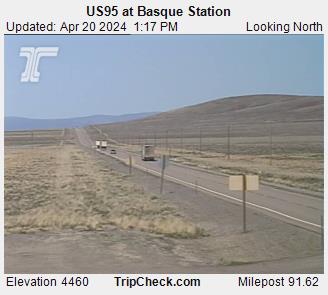 US95 at Basque Station
Updated: Apr 20 2024 1:17 PM Looking North
Elevation 4460 TripCheck.com Milepost 91.62